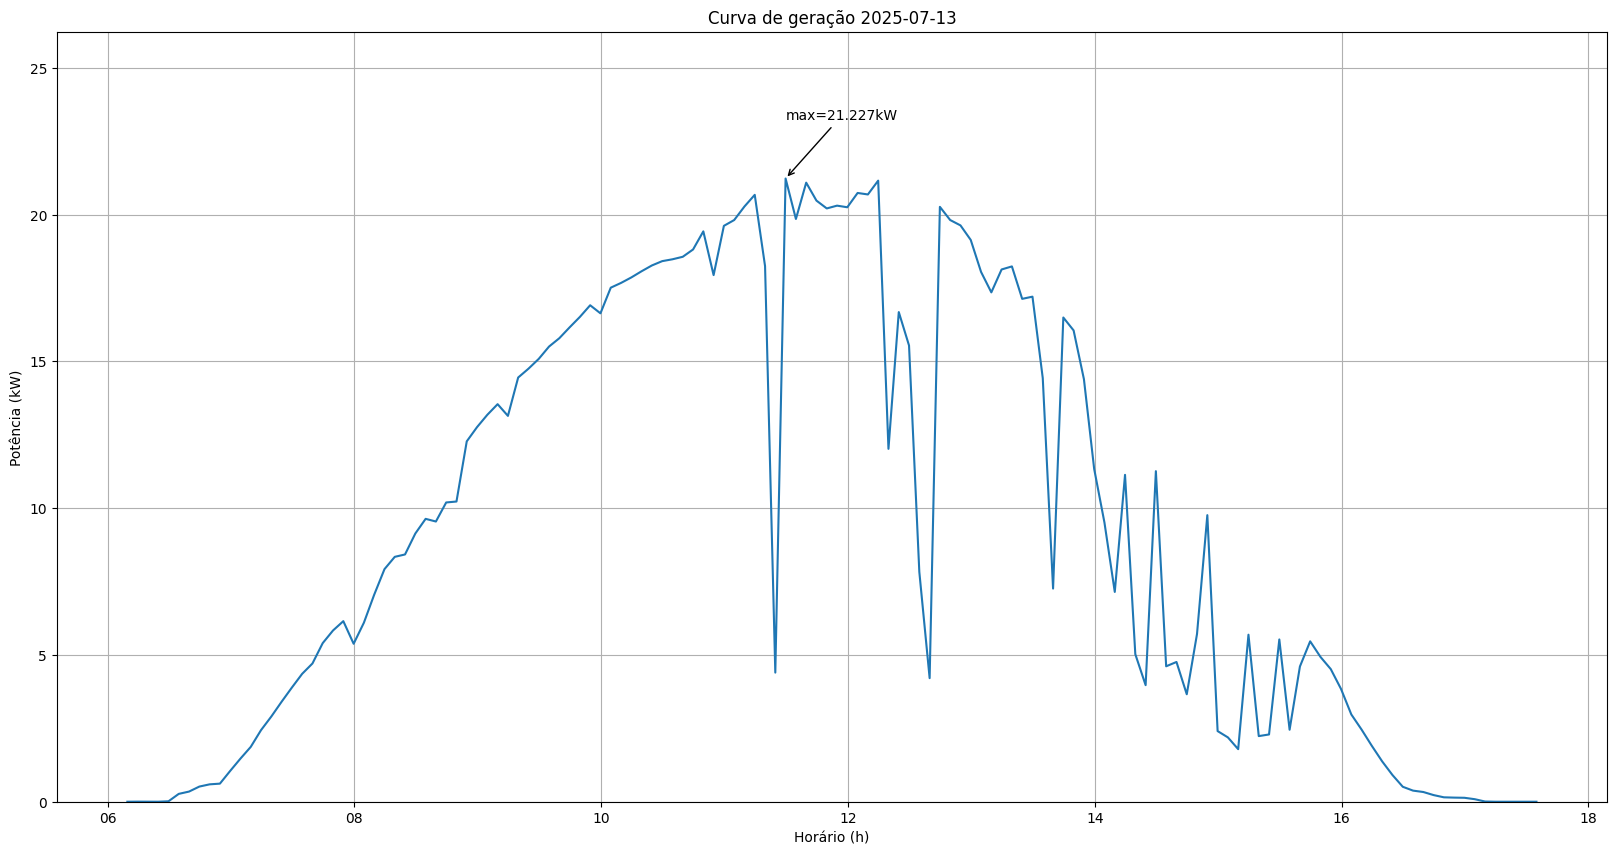 Curva de geração 2025-07-13
25
max=21.227kW
20
15
Potência (kW)
10
5
0
06 08 10 12 14 16 18
Horário (h)